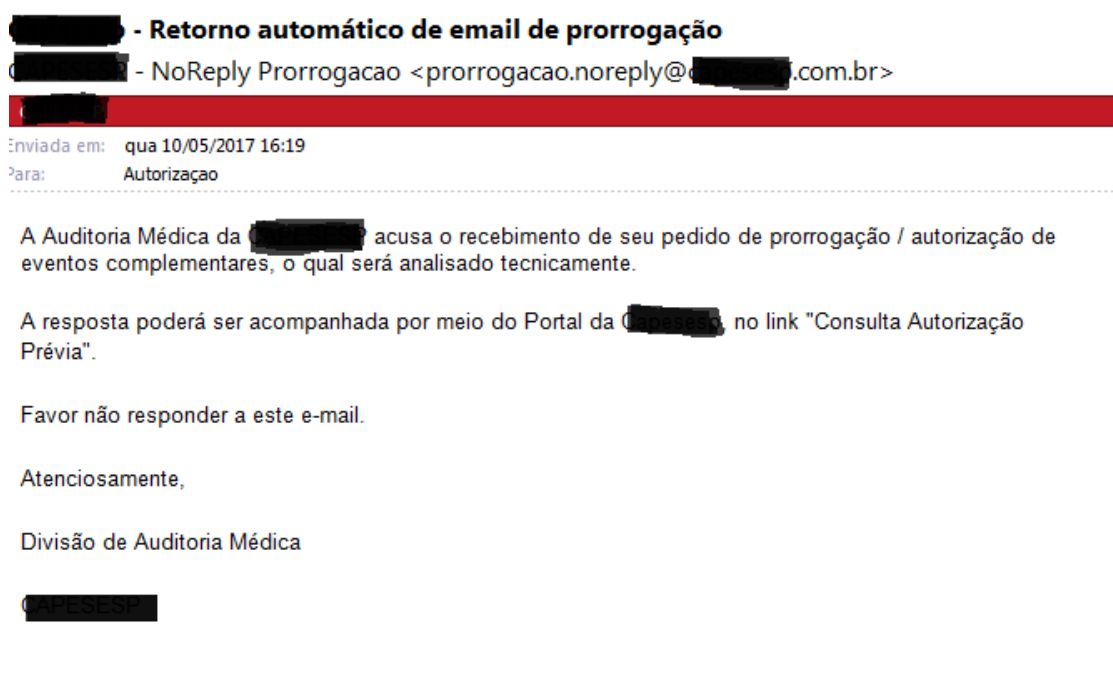 - Retorno automático de email de prorrogação
- NoReply Prorrogacao <prorrogacao.noreply@ .com.br>
Enviada em: qua 10/05/2017 16:19
Para: Autorizaçao
A Auditoria Médica da acusa o recebimento de seu pedido de prorrogação / autorização de
eventos complementares, o qual será analisado tecnicamente.
A resposta poderá ser acompanhada por meio do Portal da , no link "Consulta Autorização
Prévia".
Favor não responder a este e-mail.
Atenciosamente,
Divisão de Auditoria Médica